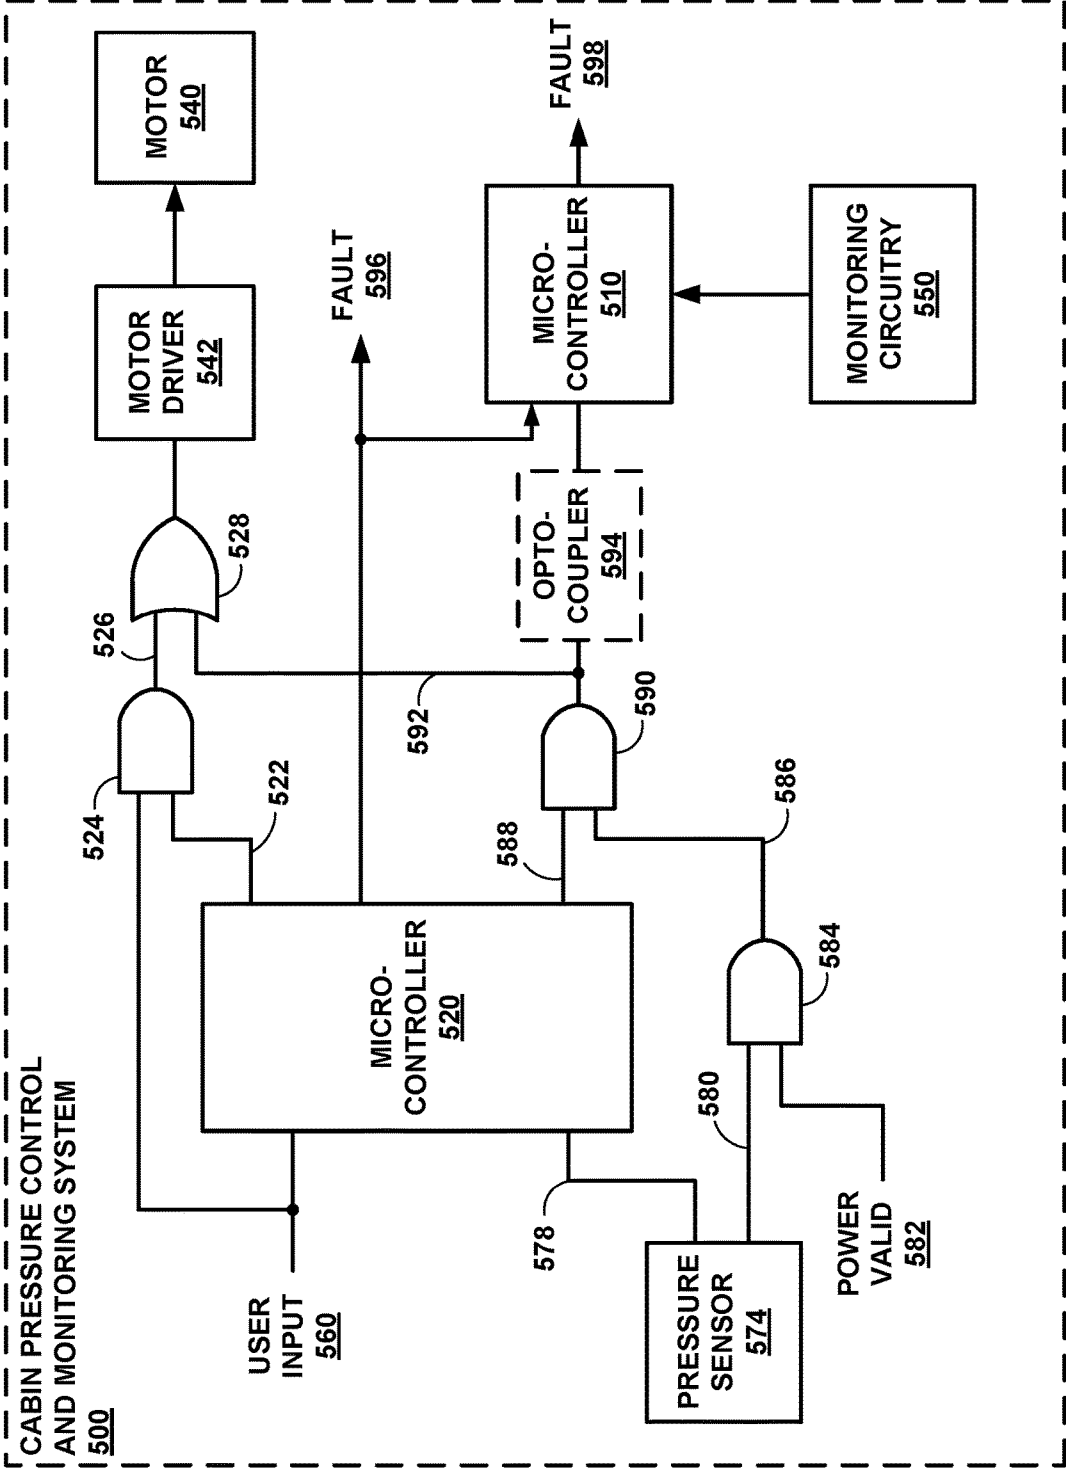 CABIN PRESSURE CONTROL
AND MONITORING SYSTEM
500
USER
INPUT
560
524
526
528
522
MOTOR
DRIVER
542
MOTOR
540
MICRO-
CONTROLLER
520
FAULT
596
592
578
588
590
OPTO-
COUPLER
594
MICRO-
CONTROLLER
510
FAULT
598
PRESSURE
SENSOR
574
580
584
586
POWER
VALID
582
MONITORING
CIRCUITRY
550